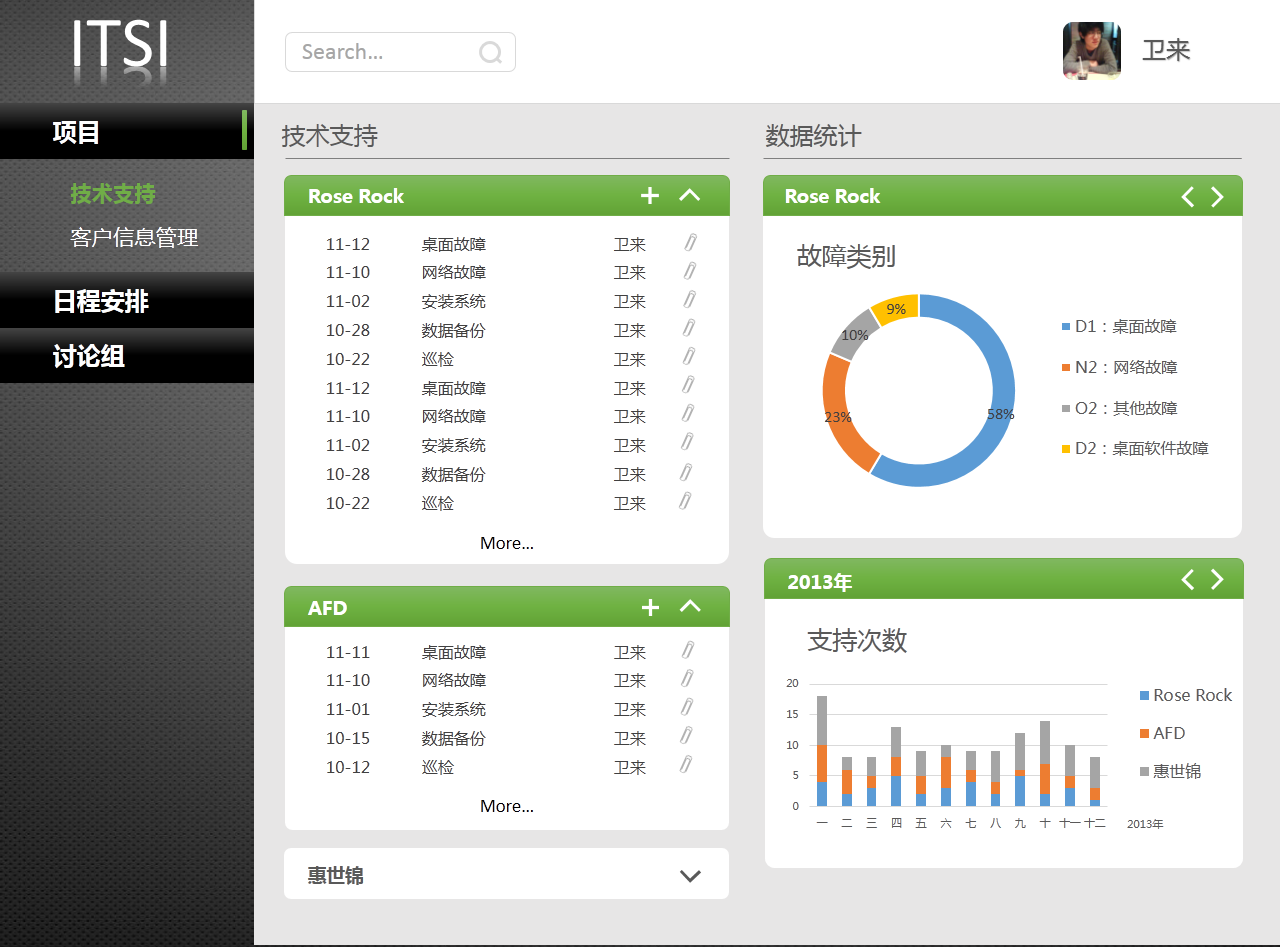 ITSI
Search...
卫来
项目
技术支持
客户信息管理
日程安排
讨论组
技术支持
Rose Rock
11-12 桌面故障 卫来
11-10 网络故障 卫来
11-02 安装系统 卫来
10-28 数据备份 卫来
10-22 巡检 卫来
11-12 桌面故障 卫来
11-10 网络故障 卫来
11-02 安装系统 卫来
10-28 数据备份 卫来
10-22 巡检 卫来
More...
AFD
11-11 桌面故障 卫来
11-10 网络故障 卫来
11-01 安装系统 卫来
10-15 数据备份 卫来
10-12 巡检 卫来
More...
惠世锦
数据统计
Rose Rock
故障类别
9%
10%
23%
58%
D1：桌面故障
N2：网络故障
O2：其他故障
D2：桌面软件故障
2013年
支持次数
20
15
10
5
0
一 二 三 四 五 六 七 八 九 十 十一 十二 2013年
Rose Rock
AFD
惠世锦